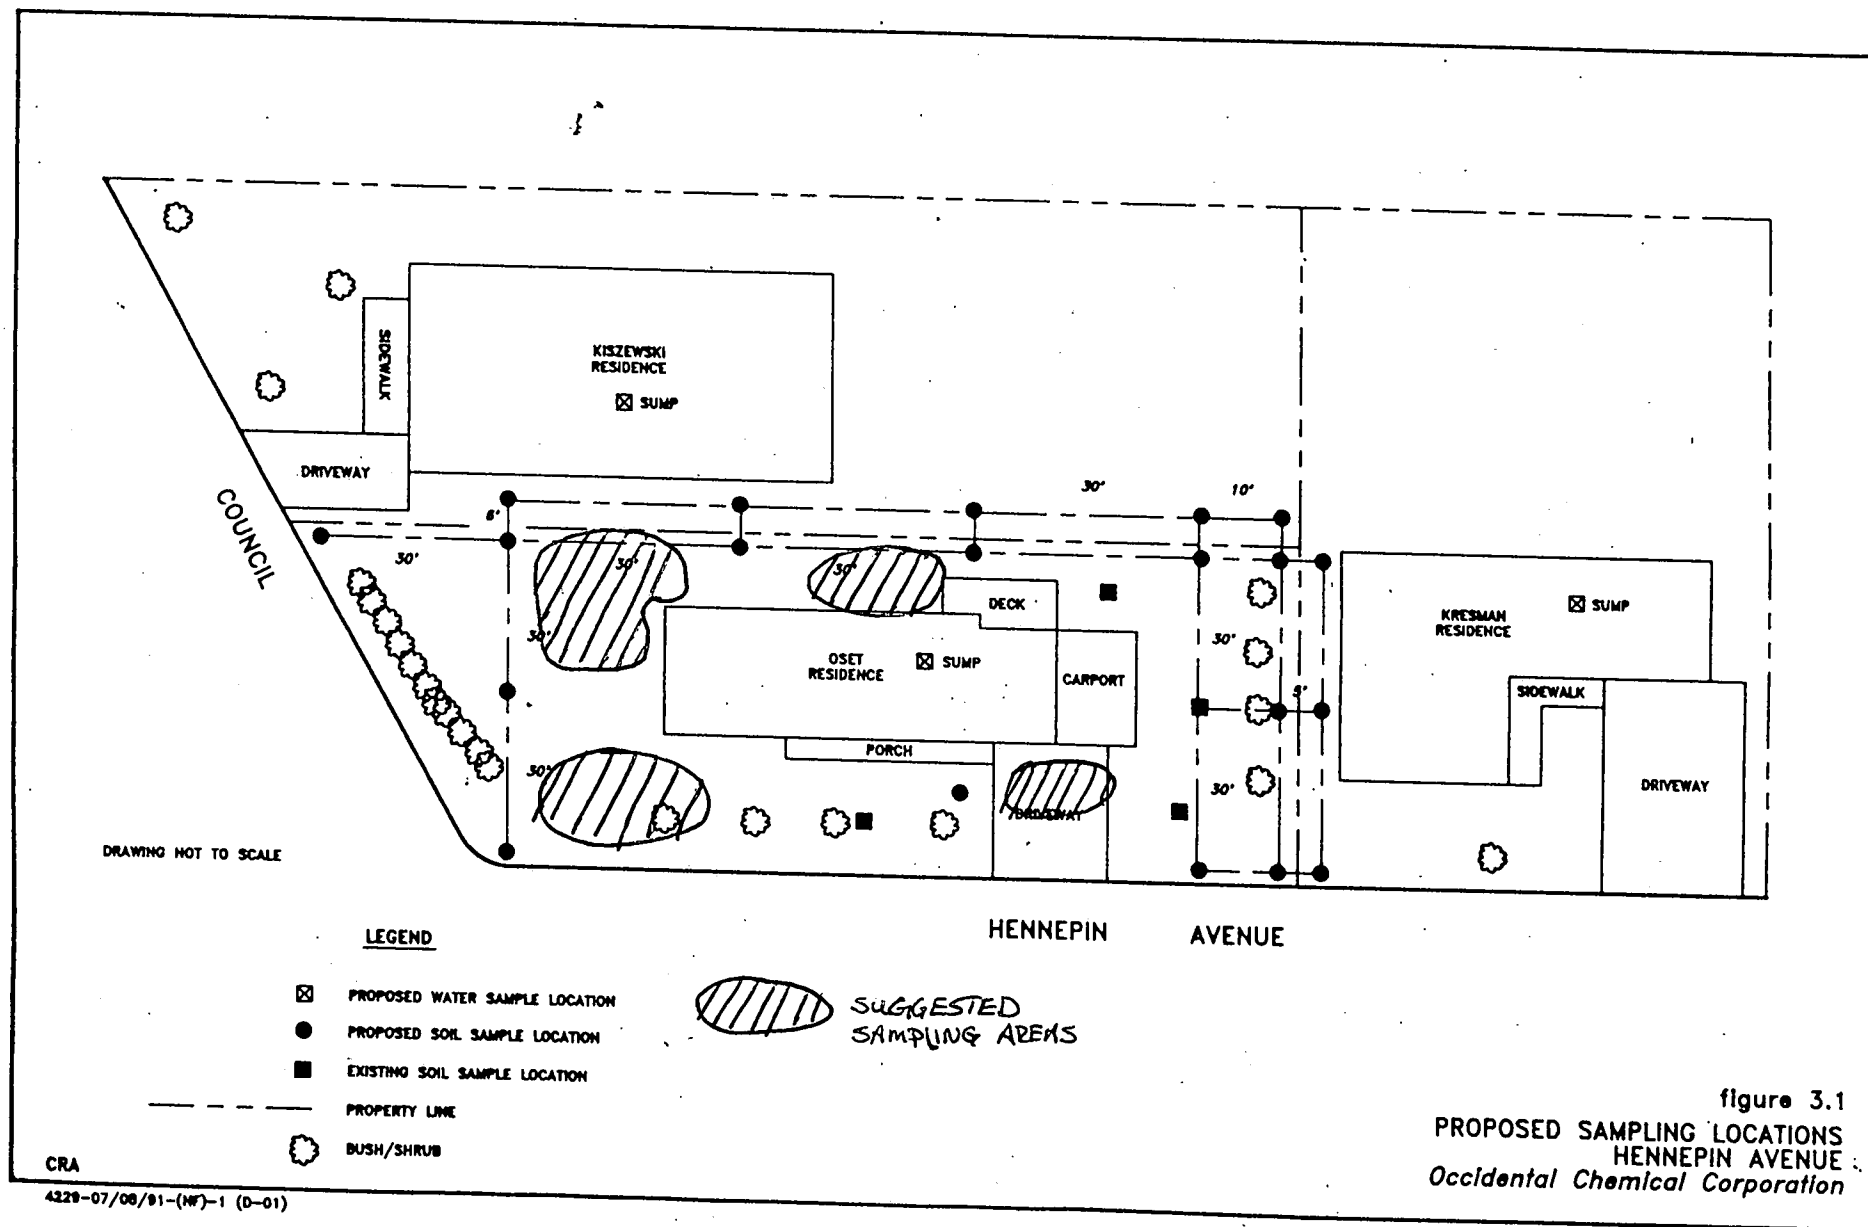 SIDEWALK
KISZEWSKI
RESIDENCE
SUMP
DRIVEWAY
COUNCIL
6'
30'
10'
30'
30'
30'
DECK
30'
OSET
RESIDENCE
SUMP
CARPORT
30'
KRESMAN
RESIDENCE
SUMP
SIDEWALK
5'
PORCH
30'
30'
DRIVEWAY
DRIVEWAY
DRAWING NOT TO SCALE
HENNEPIN AVENUE
LEGEND
PROPOSED WATER SAMPLE LOCATION
PROPOSED SOIL SAMPLE LOCATION
EXISTING SOIL SAMPLE LOCATION
PROPERTY LINE
BUSH/SHRUB
SUGGESTED
SAMPLING AREAS
figure 3.1
PROPOSED SAMPLING LOCATIONS
HENNEPIN AVENUE
Occidental Chemical Corporation
CRA
4229-07/08/91-(NF)-1 (D-01)